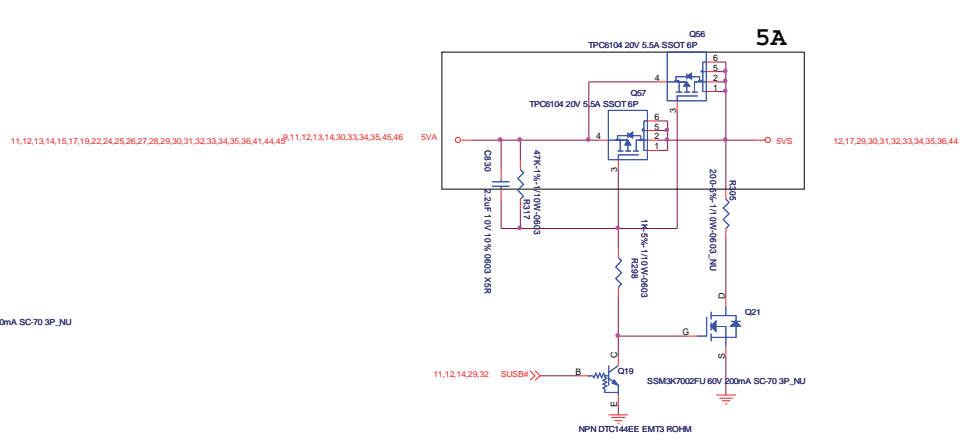 Q56
5A
TPC6104 20V 5.5A SSOT 6P
6
5
4
2
1
Q57
TPC6104 20V 5.5A SSOT 6P
3
6
5
11,12,13,14,15,17,19,22,24,25,26,27,28,29,30,31,32,33,34,35,36,41,44,45
9,11,12,13,14,30,33,34,35,45,46
5VA
4
2
1
5VS
12,17,29,30,31,32,33,34,35,36,44
3
C830
2.2uF 10V 10% 0603 X5R
47K-1%-1/10W-0603
R317
1K-5%-1/10W-0603
R298
R305
200-5%-1/10W-0603_NU
D
Q21
0mA SC-70 3P_NU
G
S
C
11,12,14,29,32
SUSB#
B
Q19
SSM3K7002FU 60V 200mA SC-70 3P_NU
E
NPN DTC144EE EMT3 ROHM